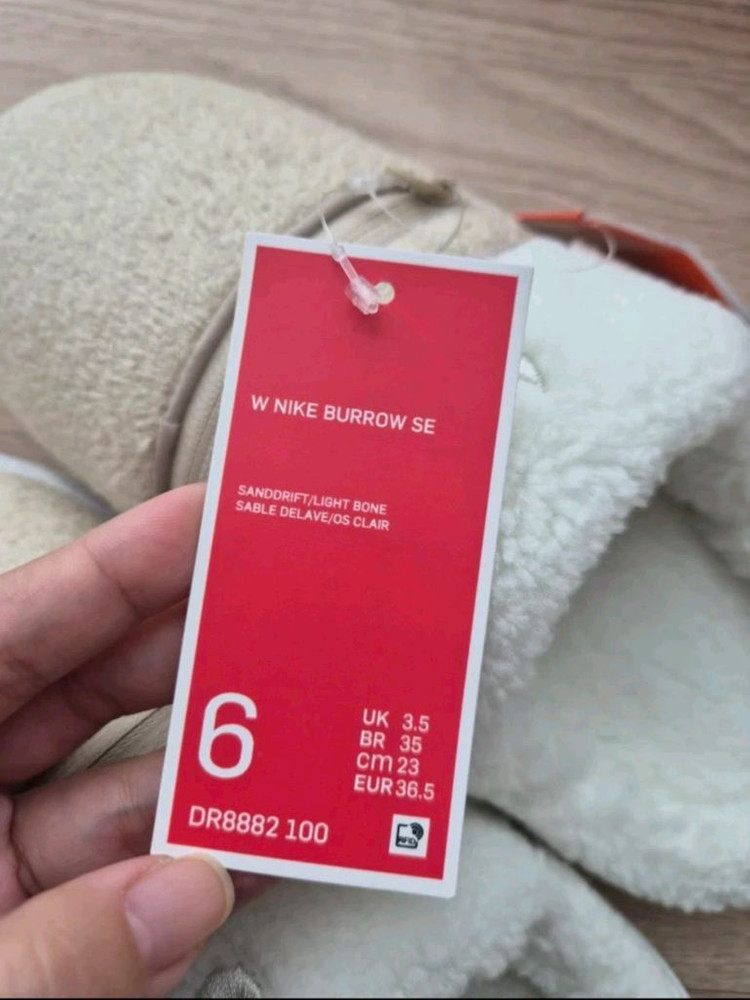 W NIKE BURROW SE
SANDDRIFT/LIGHT BONE
SABLE DELAVE/OS CLAIR
6
UK 3.5
BR 35
cm 23
EUR 36.5
DR8882 100